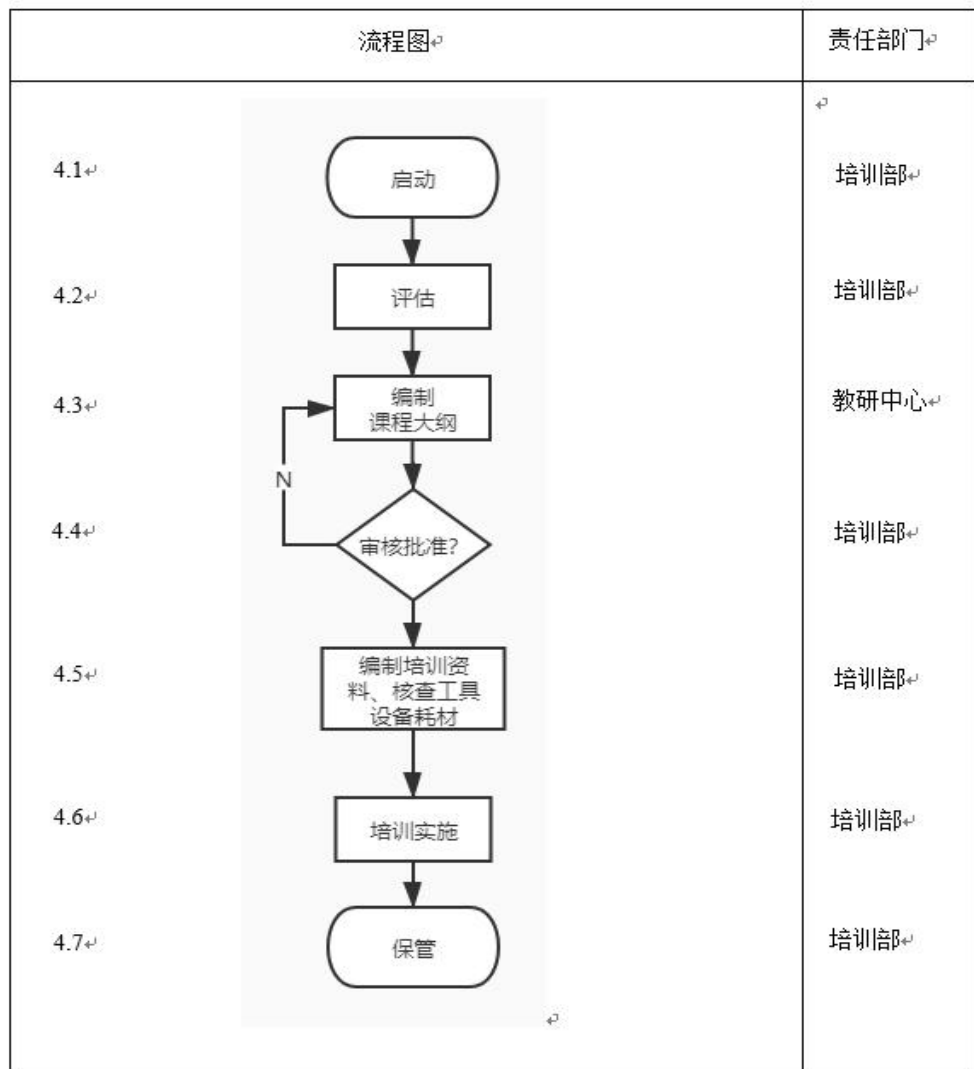 流程图
责任部门
4.1
启动
培训部
4.2
评估
培训部
4.3
编制
课程大纲
教研中心
N
4.4
审核批准?
培训部
4.5
编制培训资
料、核查工具
设备耗材
培训部
4.6
培训实施
培训部
4.7
保管
培训部